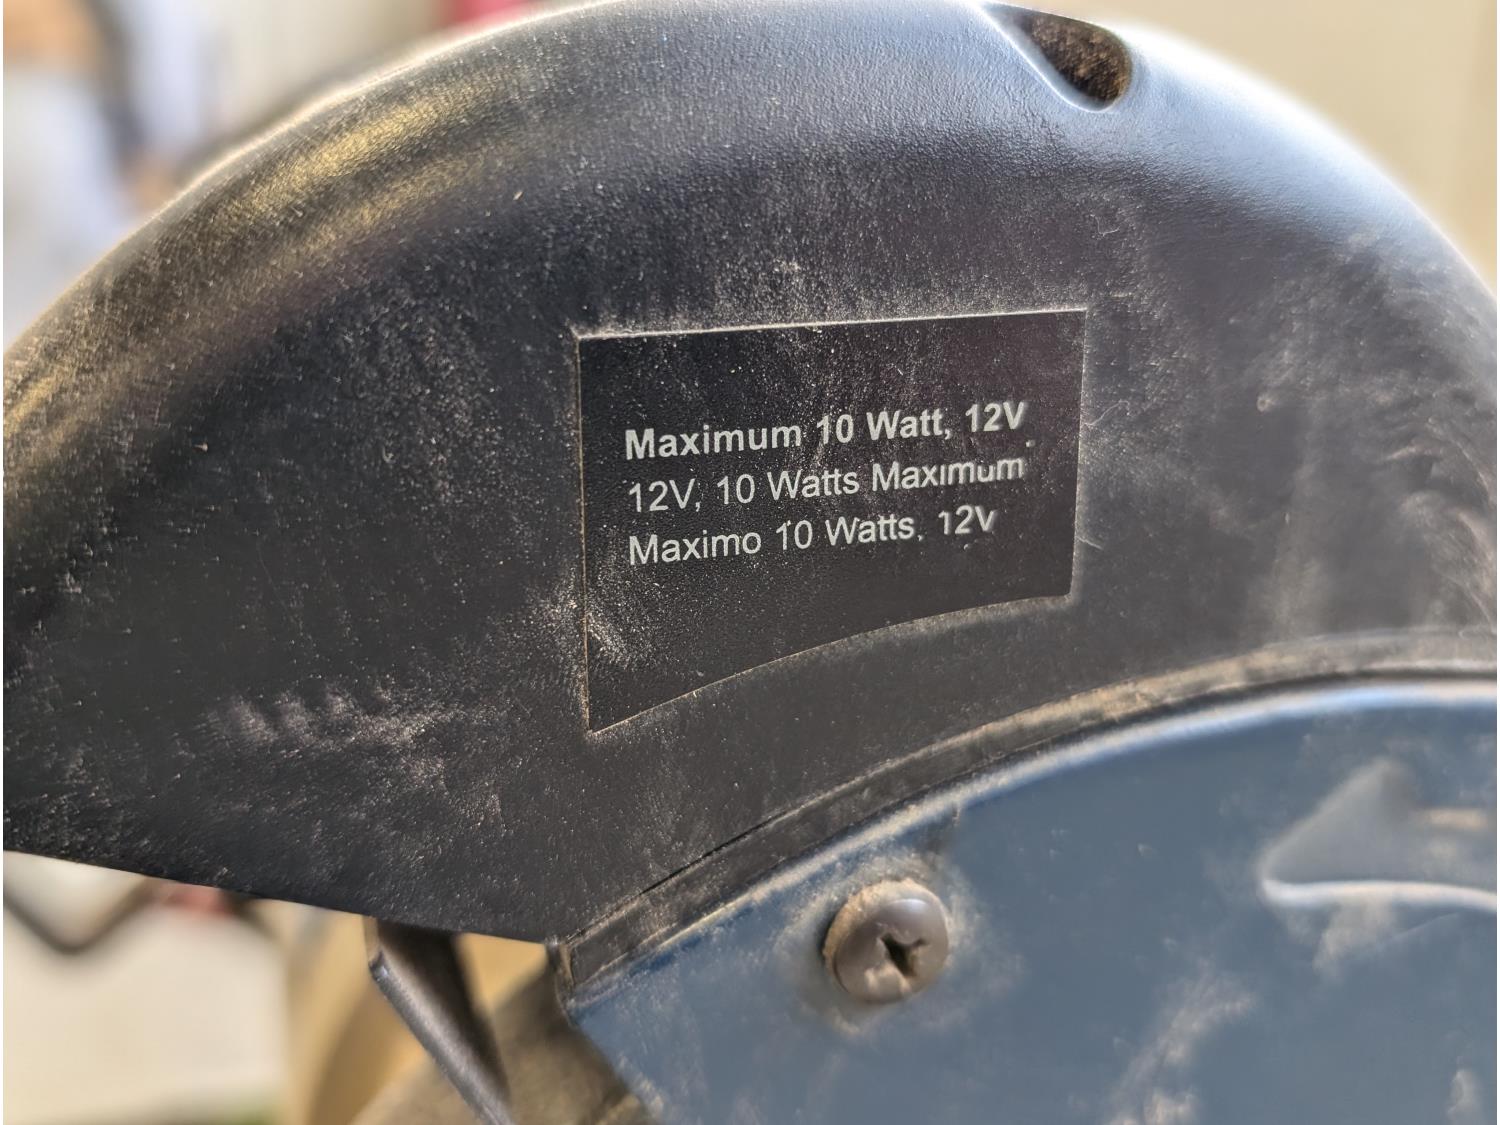 Maximum 10 Watt, 12V
12V, 10 Watts Maximum
Maximo 10 Watts, 12V